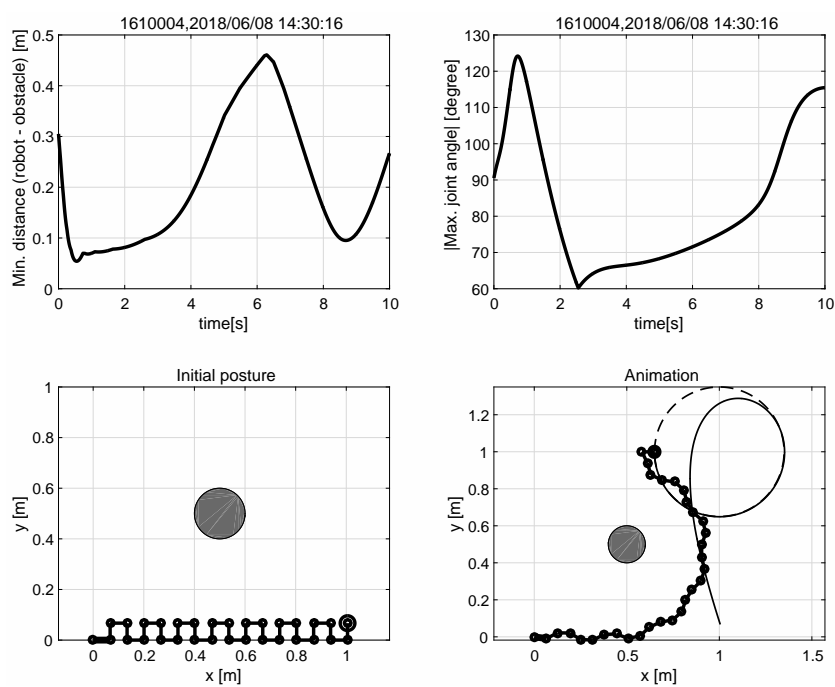 1610004,2018/06/08 14:30:16
Min. distance (robot - obstacle) [m]
0.5
0.4
0.3
0.2
0.1
0
0 2 4 6 8 10
time[s]
1610004,2018/06/08 14:30:16
|Max. joint angle| [degree]
130
120
110
100
90
80
70
60
0 2 4 6 8 10
time[s]
Initial posture
y [m]
1
0.8
0.6
0.4
0.2
0
0 0.2 0.4 0.6 0.8 1
x [m]
Animation
y [m]
1.2
1
0.8
0.6
0.4
0.2
0
0 0.5 1 1.5
x [m]